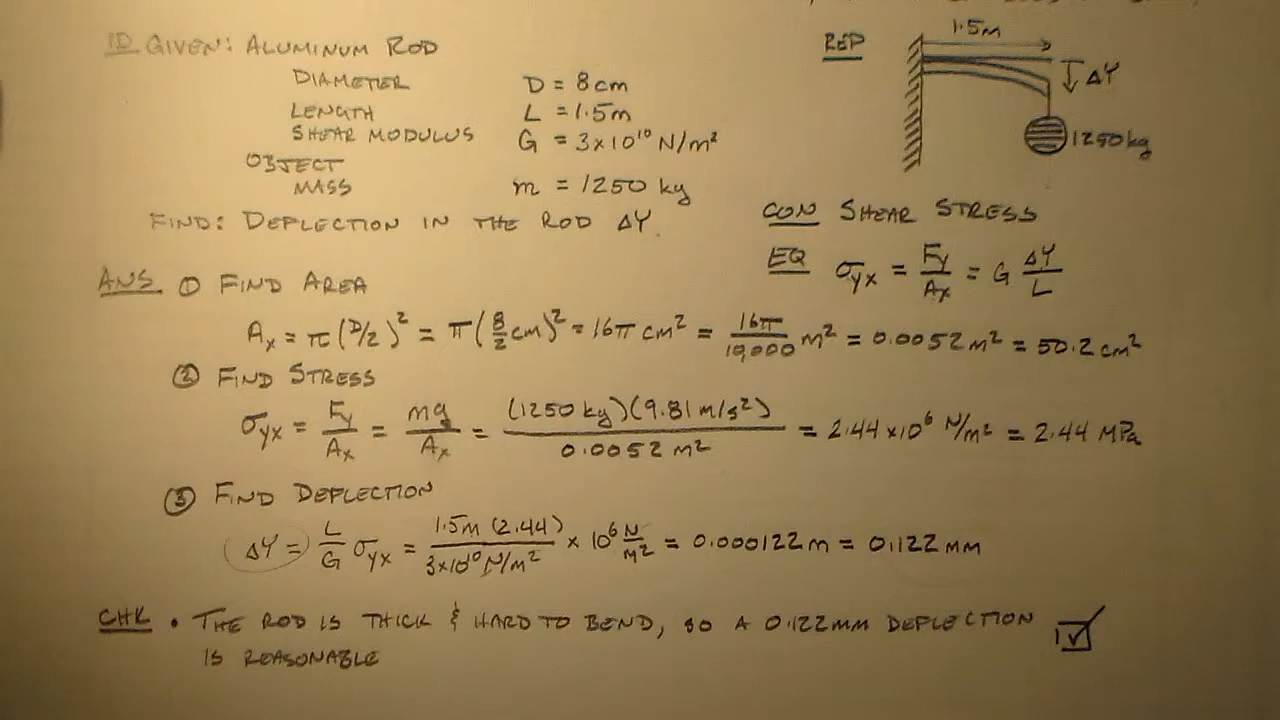 ID GIVEN: ALUMINUM ROD
DIAMETER D = 8cm
LENGTH L = 1.5m
SHEAR MODULUS G = 3x10¹⁰ N/m²
OBJECT
MASS m = 1250 kg
FIND: DEFLECTION IN THE ROD ΔY.
REP
1.5m
ΔY
1250kg
CON SHEAR STRESS
EQ σyx = Fy/Ax = G ΔY/L
ANS ① FIND AREA
Ax = π(D/2)² = π(8/2 cm)² = 16π cm² = 16π/10,000 m² = 0.0052 m² = 50.2 cm²
② FIND STRESS
σyx = Fy/Ax = mg/Ax = (1250 kg)(9.81 m/s²)/0.0052 m² = 2.44x10⁶ N/m² = 2.44 MPa
③ FIND DEFLECTION
ΔY = L/G σyx = 1.5m (2.44)/3x10¹⁰ N/m² x 10⁶ N/m² = 0.000122m = 0.122 mm
CHK • THE ROD IS THICK & HARD TO BEND, SO A 0.122mm DEFLECTION
IS REASONABLE